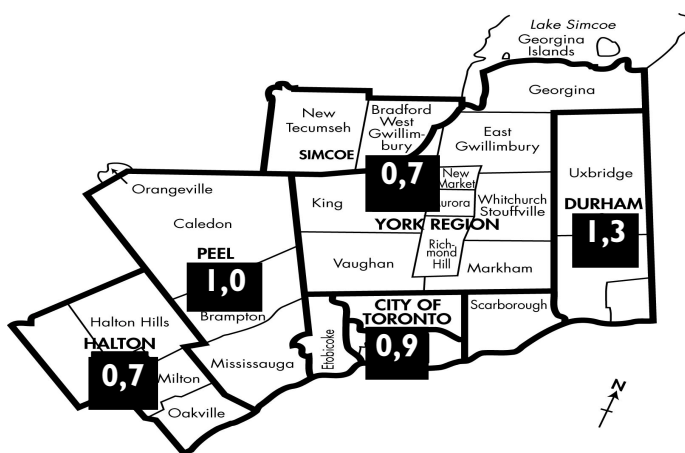 Lake Simcoe
Georgina
Islands
Georgina
New
Tecumseh
Bradford
West
Gwillim-
bury
SIMCOE
East
Gwillimbury
0,7
New
Market
Uxbridge
Orangeville
King
Whitchurch
Stouffville
DURHAM
1,3
Caledon
YORK REGION
PEEL
1,0
Vaughan
Rich-
mond
Hill
Markham
Brampton
CITY OF
TORONTO
0,9
Scarborough
Halton Hills
HALTON
0,7
Milton
Mississauga
Etobicoke
Oakville
N